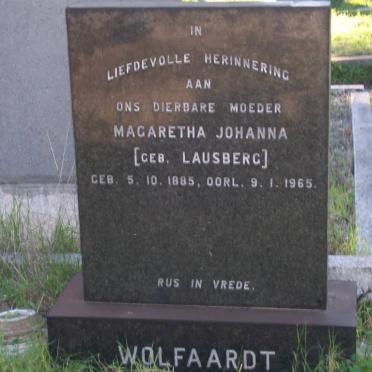 IN
LIEFDEVOLLE HERINNERING
AAN
ONS DIERBARE MOEDER
MAGARETHA JOHANNA
[GEB. LAUSBERG]
GEB. 5. 10. 1885, OORL. 9. 1. 1965.
RUS IN VREDE.
WOLFAARDT